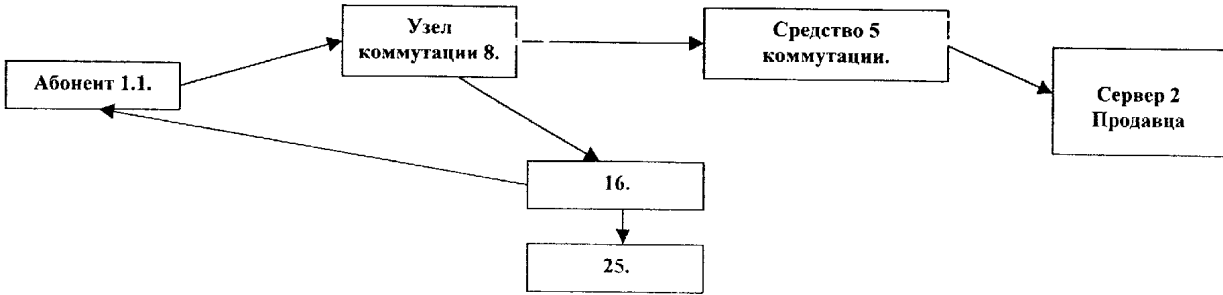 Узел
коммутации 8.
Средство 5
коммутации.
Абонент 1.1.
Сервер 2
Продавца
16.
25.